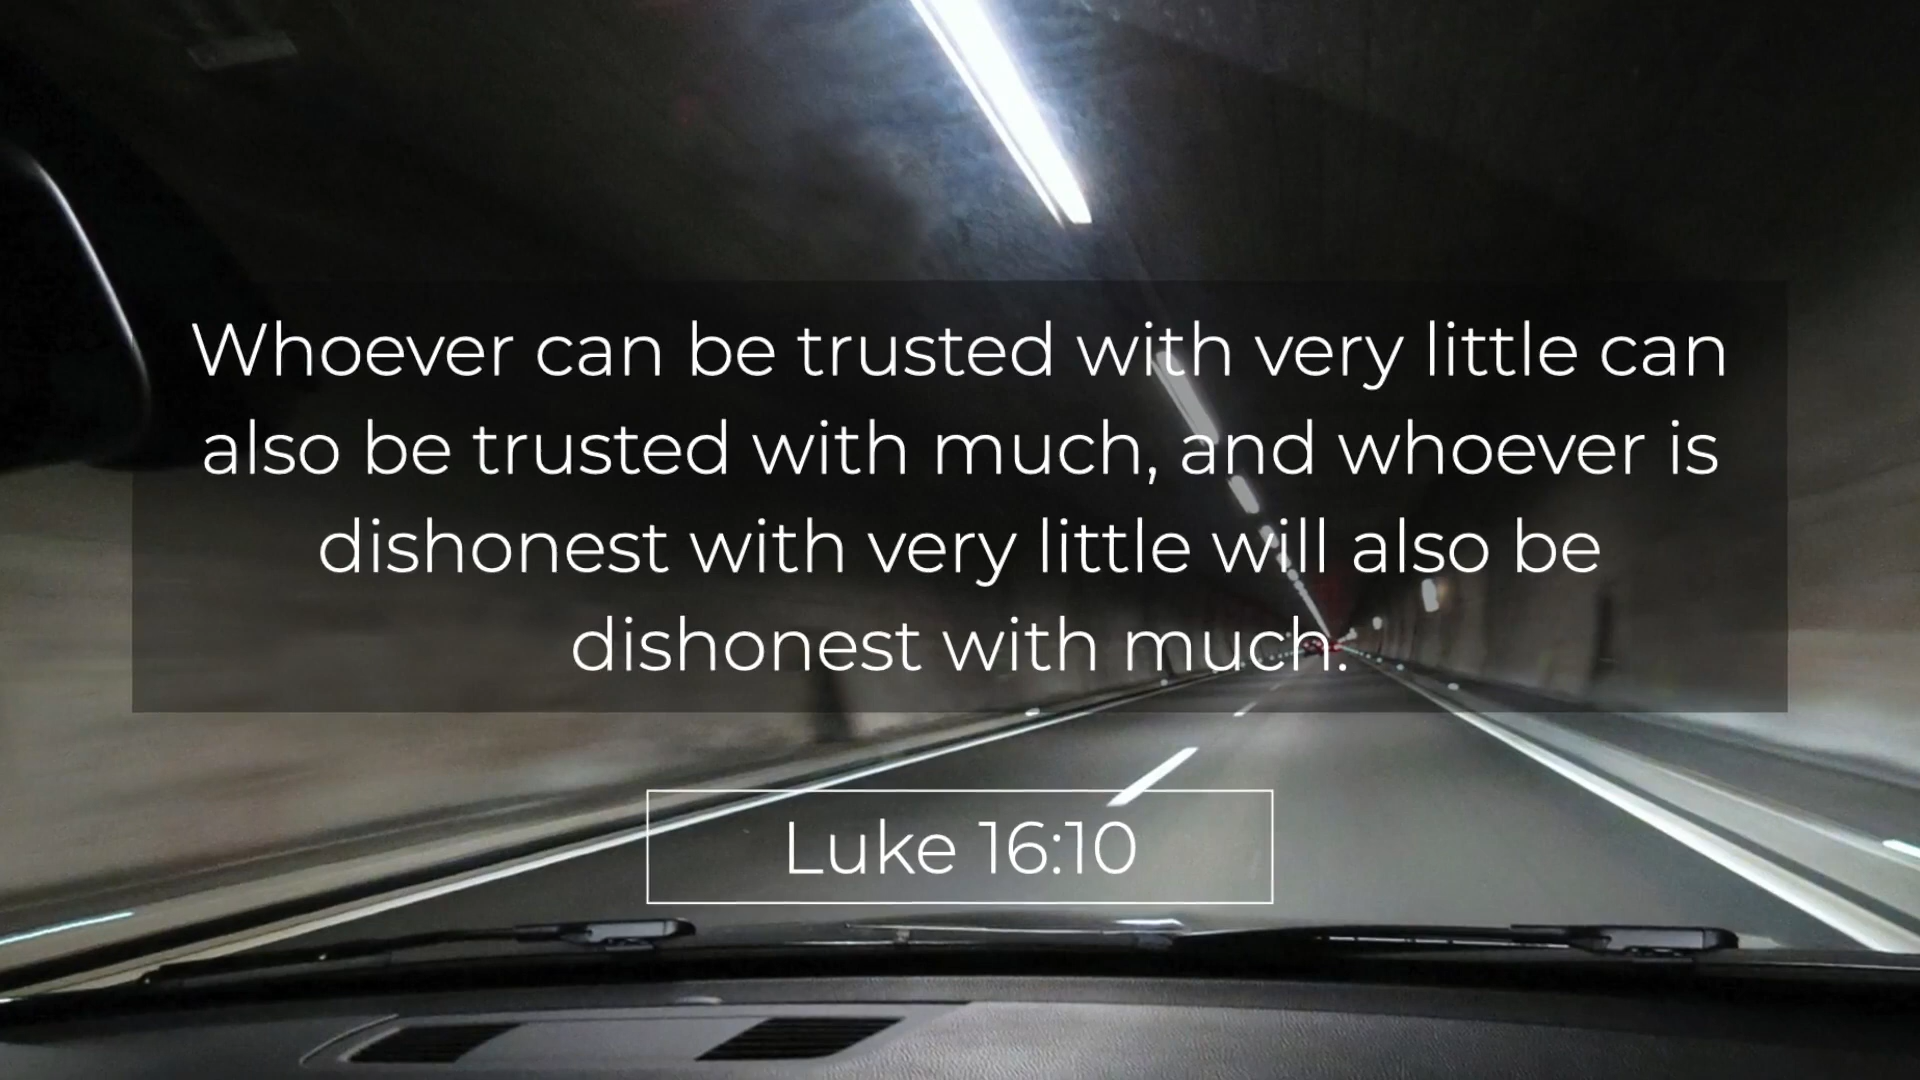 Whoever can be trusted with very little can
also be trusted with much, and whoever is
dishonest with very little will also be
dishonest with much.
Luke 16:10